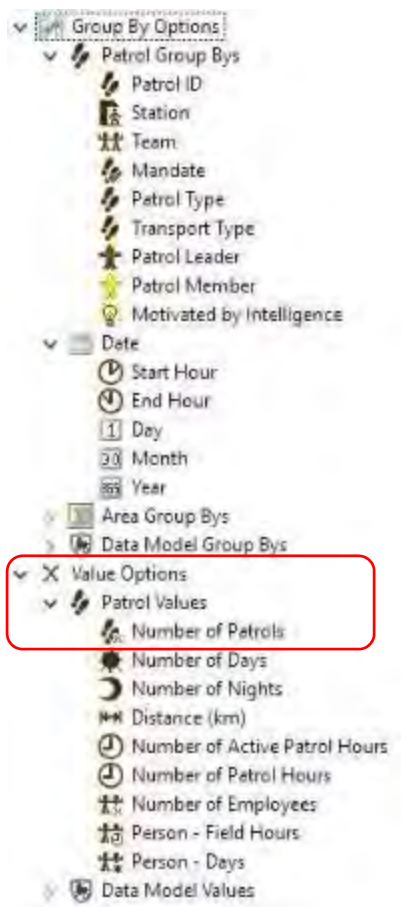 Group By Options
Patrol Group Bys
Patrol ID
Station
Team
Mandate
Patrol Type
Transport Type
Patrol Leader
Patrol Member
Motivated by Intelligence
Date
Start Hour
End Hour
1 Day
30 Month
365 Year
Area Group Bys
Data Model Group Bys
Value Options
Patrol Values
Number of Patrols
Number of Days
Number of Nights
Distance (km)
Number of Active Patrol Hours
Number of Patrol Hours
Number of Employees
Person - Field Hours
Person - Days
Data Model Values